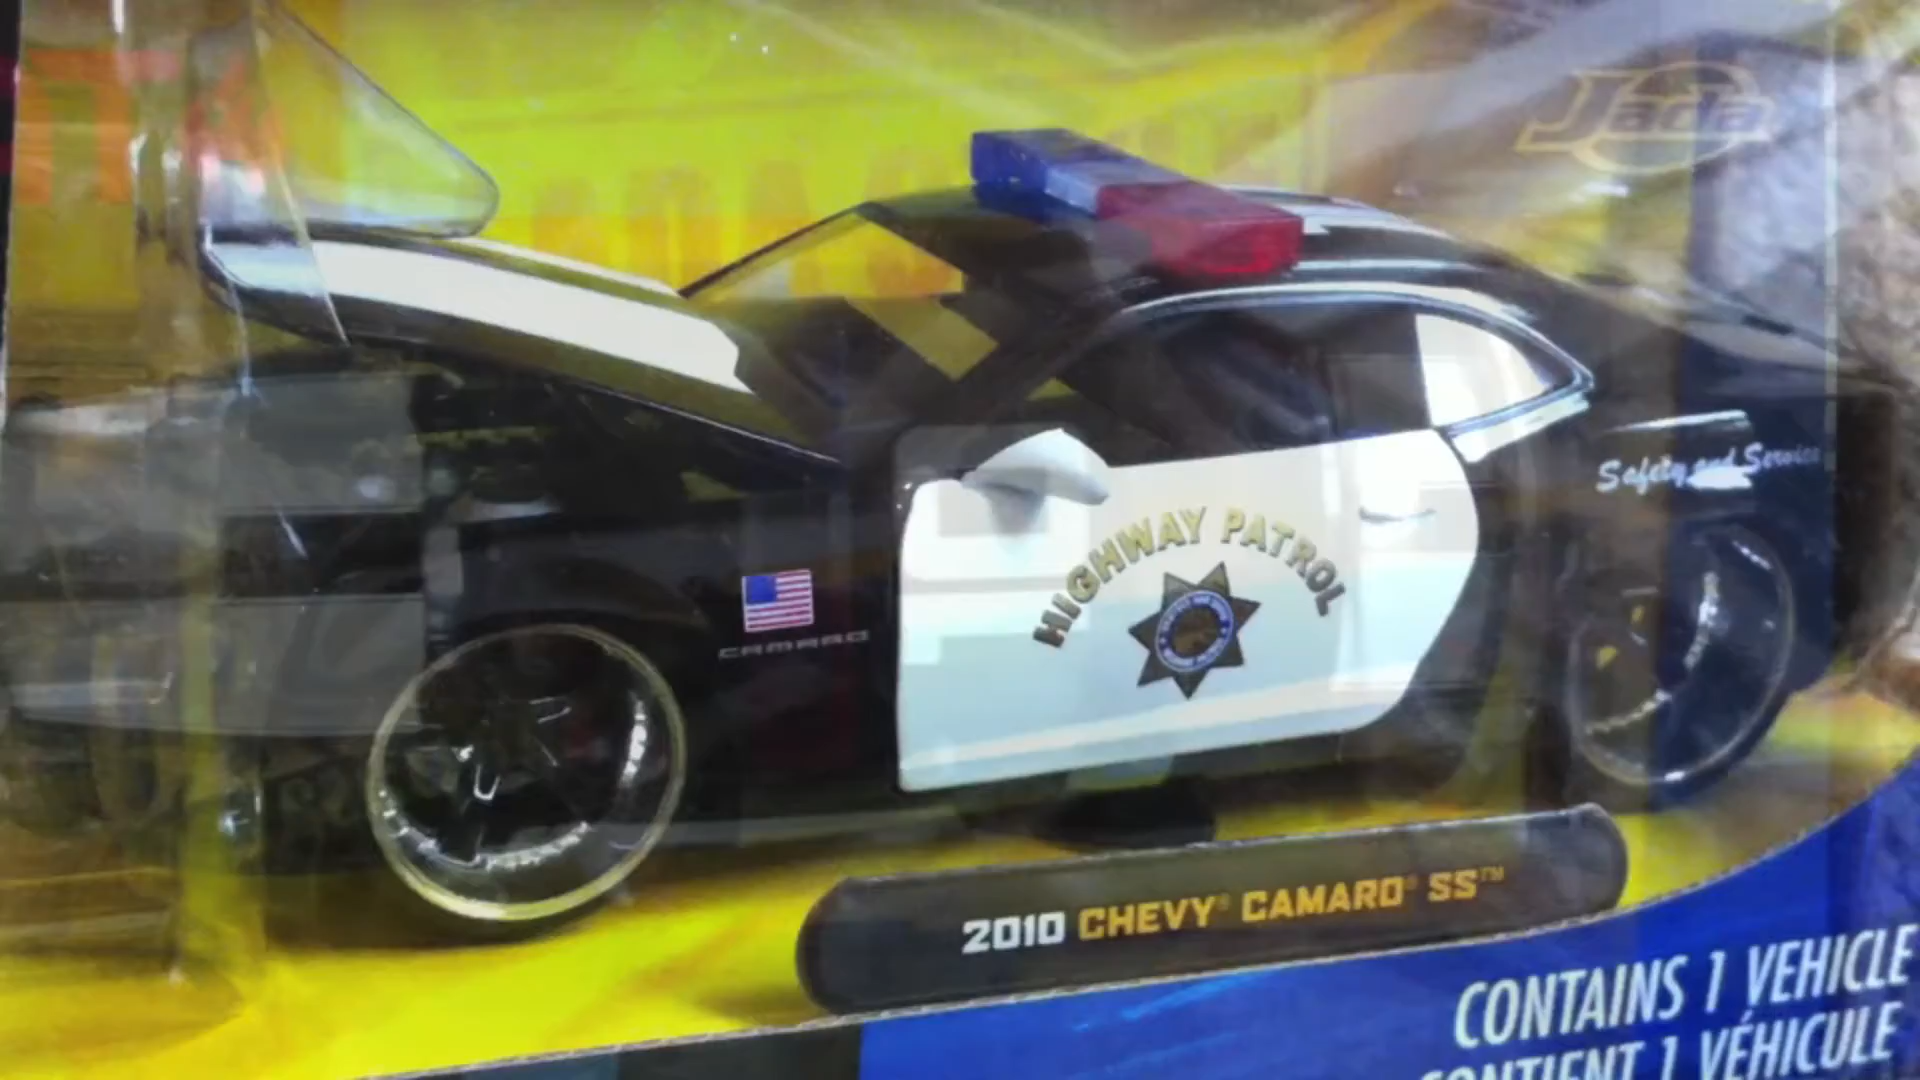 Jada
Safety and Service
HIGHWAY PATROL
CAMARO
2010 CHEVY® CAMARO® SS™
CONTAINS 1 VEHICLE
CONTIENT 1 VÉHICULE